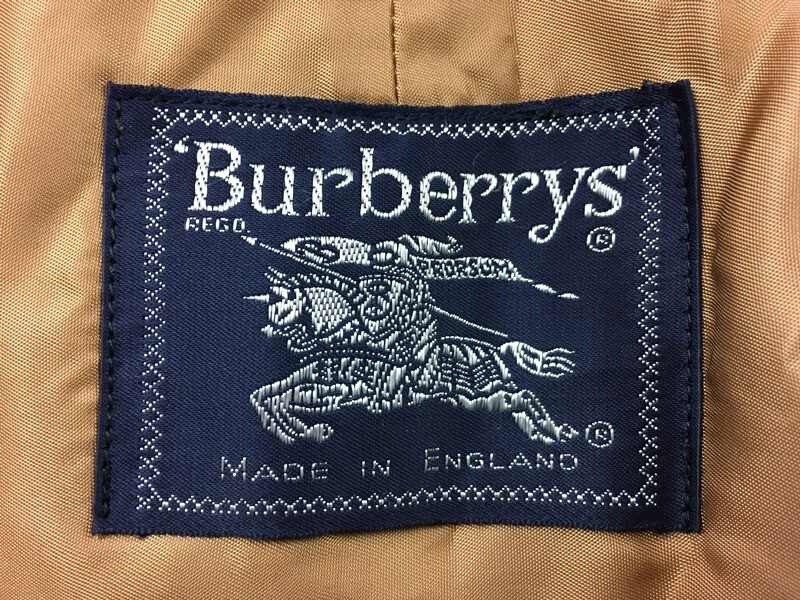 'Burberrys'
REGD. ®
PRORSUM
®
MADE IN ENGLAND